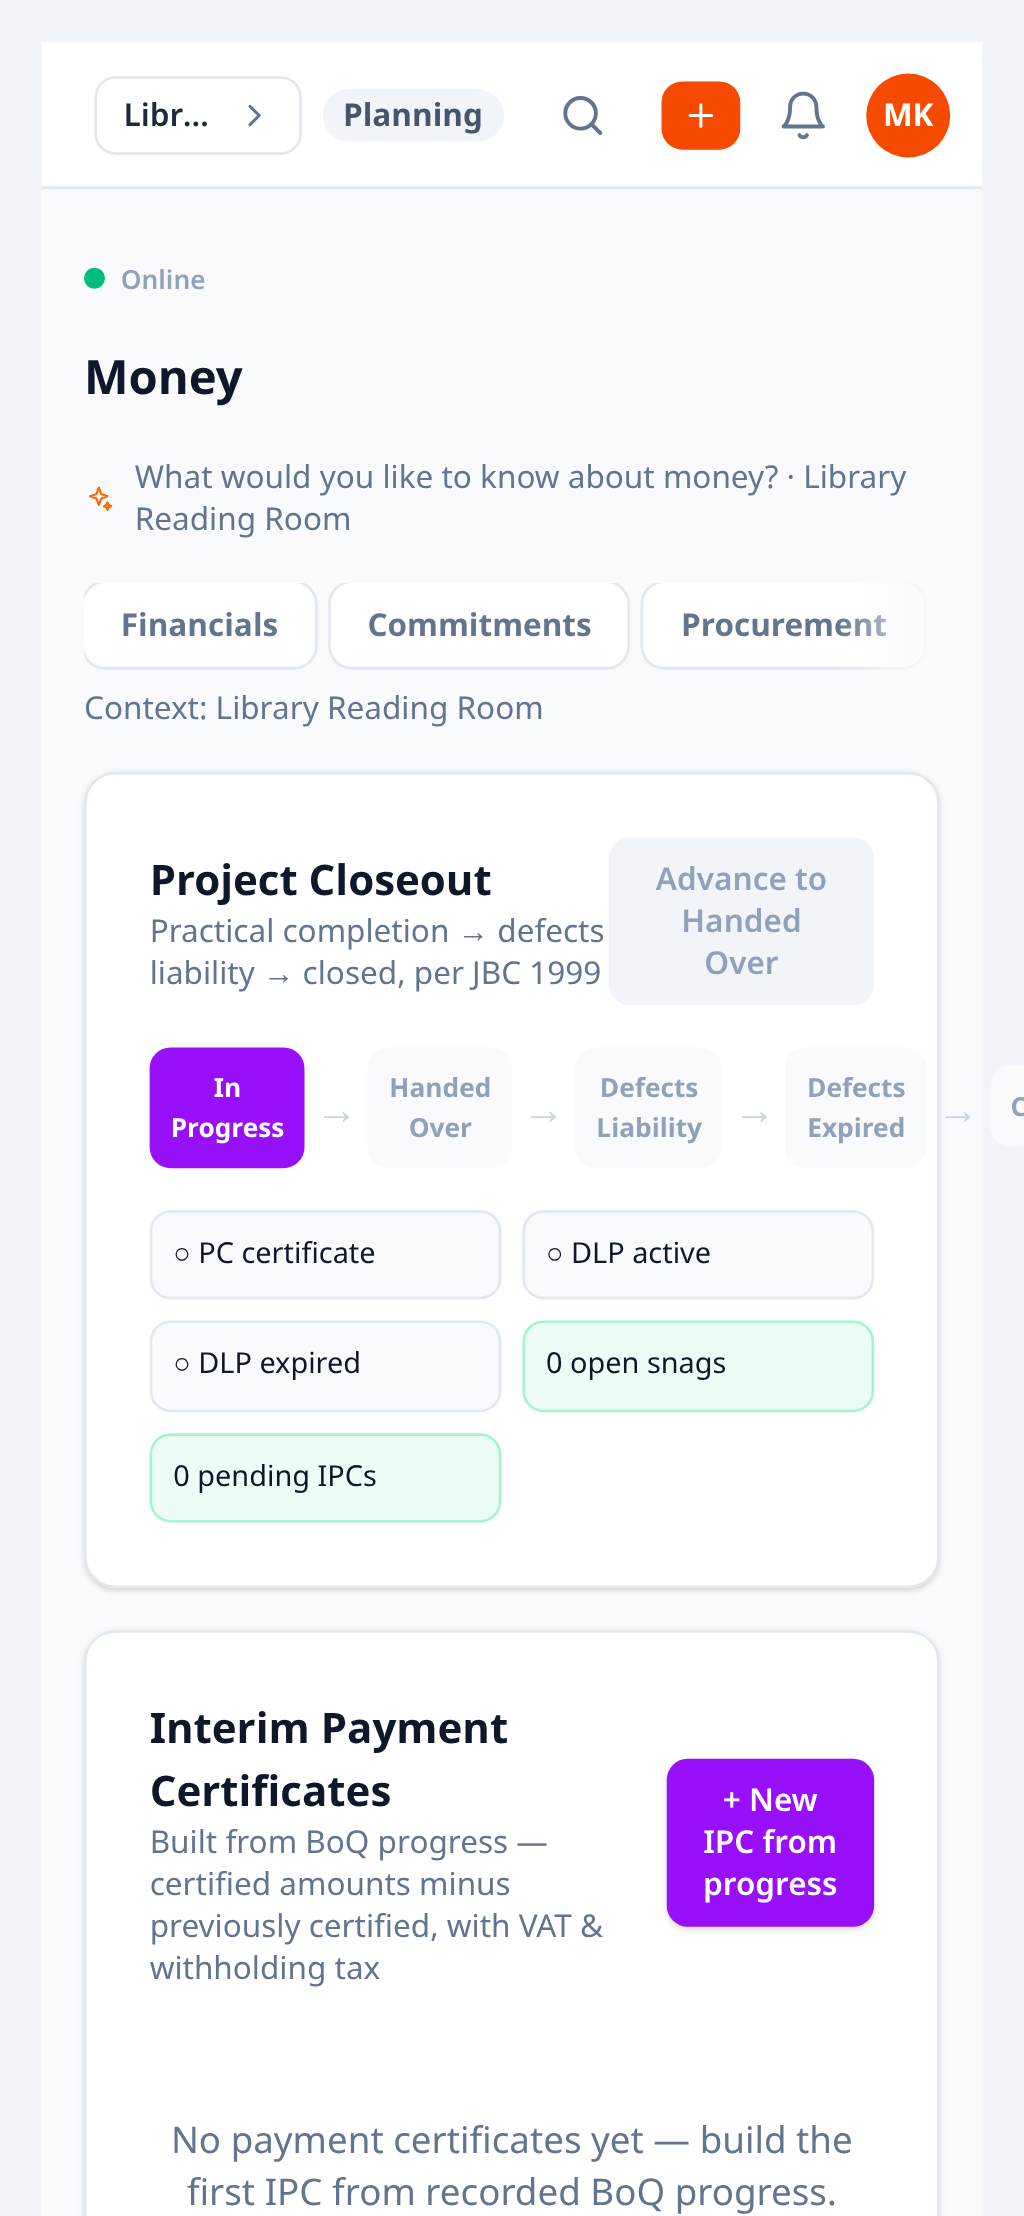 Libr...
Planning
+
MK
Online
Money
What would you like to know about money? · Library
Reading Room
Financials
Commitments
Procurement
Context: Library Reading Room
Project Closeout
Practical completion → defects
liability → closed, per JBC 1999
Advance to
Handed
Over
In
Progress
→
Handed
Over
→
Defects
Liability
→
Defects
Expired
→
○ PC certificate
○ DLP active
○ DLP expired
0 open snags
0 pending IPCs
Interim Payment
Certificates
Built from BoQ progress —
certified amounts minus
previously certified, with VAT &
withholding tax
+ New
IPC from
progress
No payment certificates yet — build the
first IPC from recorded BoQ progress.